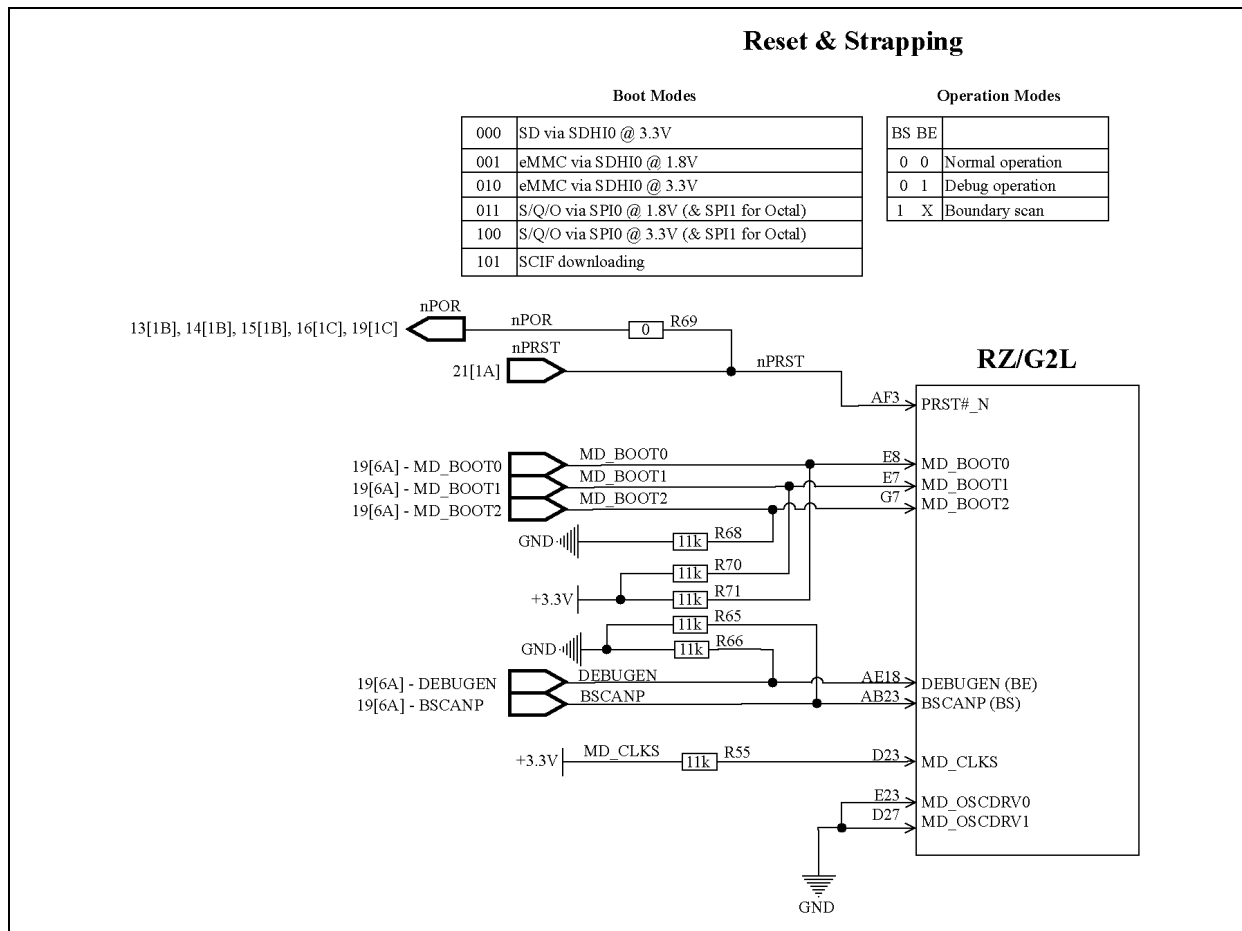 Reset & Strapping
Boot Modes
000 SD via SDHI0 @ 3.3V
001 eMMC via SDHI0 @ 1.8V
010 eMMC via SDHI0 @ 3.3V
011 S/Q/O via SPI0 @ 1.8V (& SPI1 for Octal)
100 S/Q/O via SPI0 @ 3.3V (& SPI1 for Octal)
101 SCIF downloading
Operation Modes
BS BE
0 0 Normal operation
0 1 Debug operation
1 X Boundary scan
nPOR
13[1B], 14[1B], 15[1B], 16[1C], 19[1C]
nPOR
0
R69
nPRST
21[1A]
nPRST
RZ/G2L
AF3
PRST#_N
19[6A] - MD_BOOT0
MD_BOOT0
E8
MD_BOOT0
19[6A] - MD_BOOT1
MD_BOOT1
E7
MD_BOOT1
19[6A] - MD_BOOT2
MD_BOOT2
G7
MD_BOOT2
GND
11k
R68
11k
R70
+3.3V
11k
R71
11k
R65
GND
11k
R66
19[6A] - DEBUGEN
DEBUGEN
AE18
DEBUGEN (BE)
19[6A] - BSCANP
BSCANP
AB23
BSCANP (BS)
+3.3V
MD_CLKS
11k
R55
D23
MD_CLKS
E23
MD_OSCDRV0
D27
MD_OSCDRV1
GND